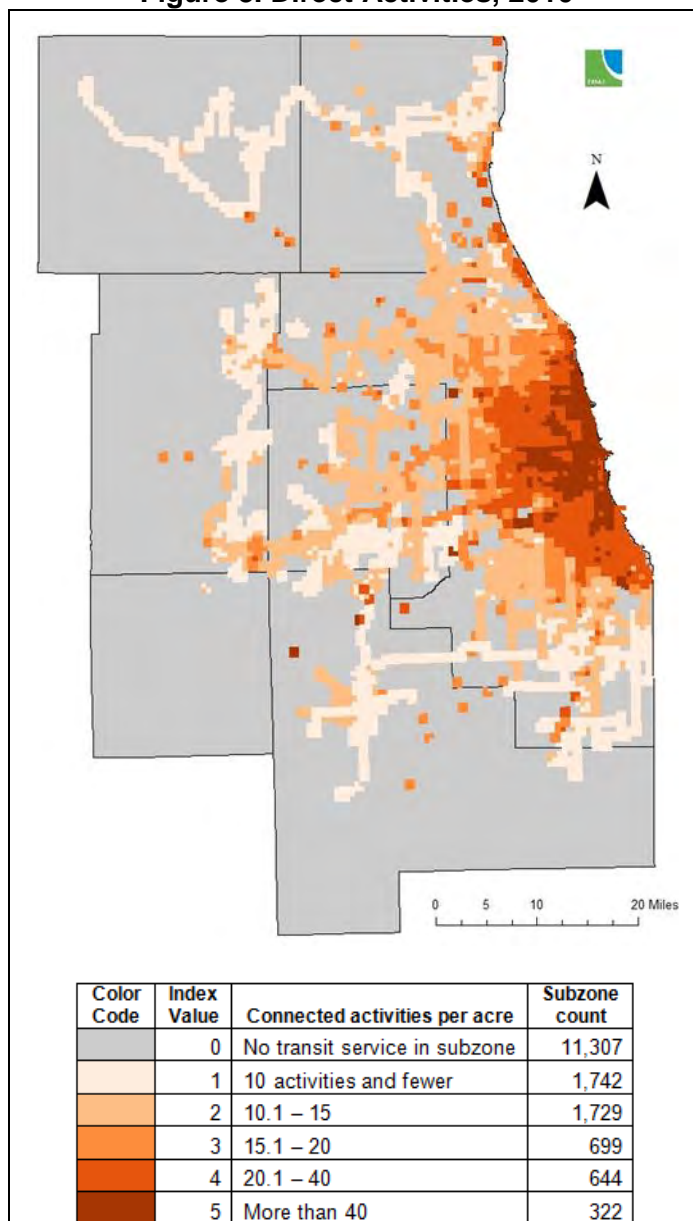 N
0 5 10 20 Miles
Color Code Index Value Connected activities per acre Subzone count
0 No transit service in subzone 11,307
1 10 activities and fewer 1,742
2 10.1 – 15 1,729
3 15.1 – 20 699
4 20.1 – 40 644
5 More than 40 322